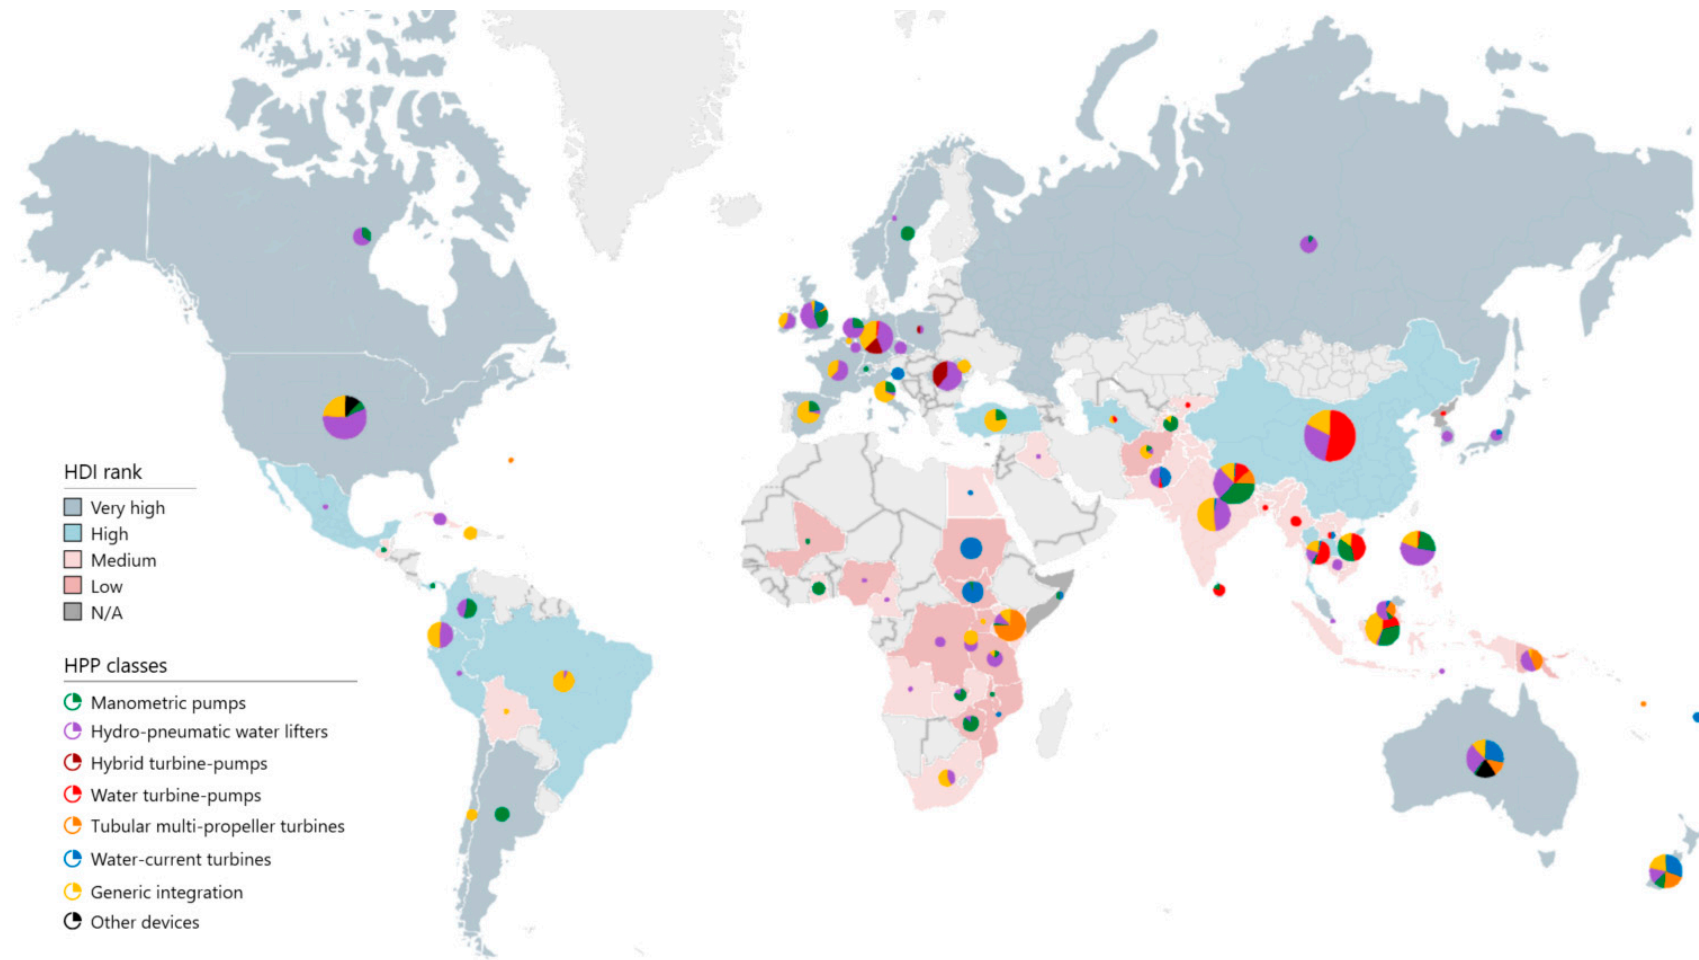 HDI rank
Very high
High
Medium
Low
N/A
HPP classes
Manometric pumps
Hydro-pneumatic water lifters
Hybrid turbine-pumps
Water turbine-pumps
Tubular multi-propeller turbines
Water-current turbines
Generic integration
Other devices